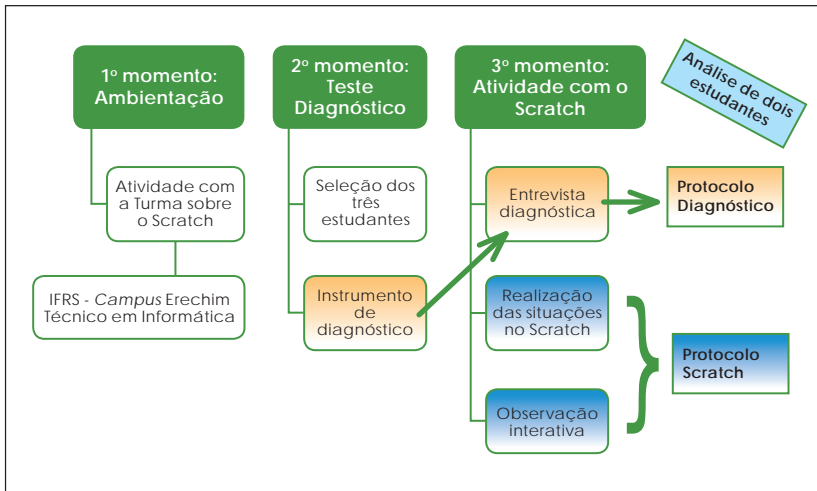 1º momento:
Ambientação
Atividade com
a Turma sobre
o Scratch
IFRS - Campus Erechim
Técnico em Informática
2º momento:
Teste
Diagnóstico
Seleção dos
três
estudantes
Instrumento
de
diagnóstico
3º momento:
Atividade com o
Scratch
Entrevista
diagnóstica
Realização
das situações
no Scratch
Observação
interativa
Análise de dois
estudantes
Protocolo
Diagnóstico
Protocolo
Scratch